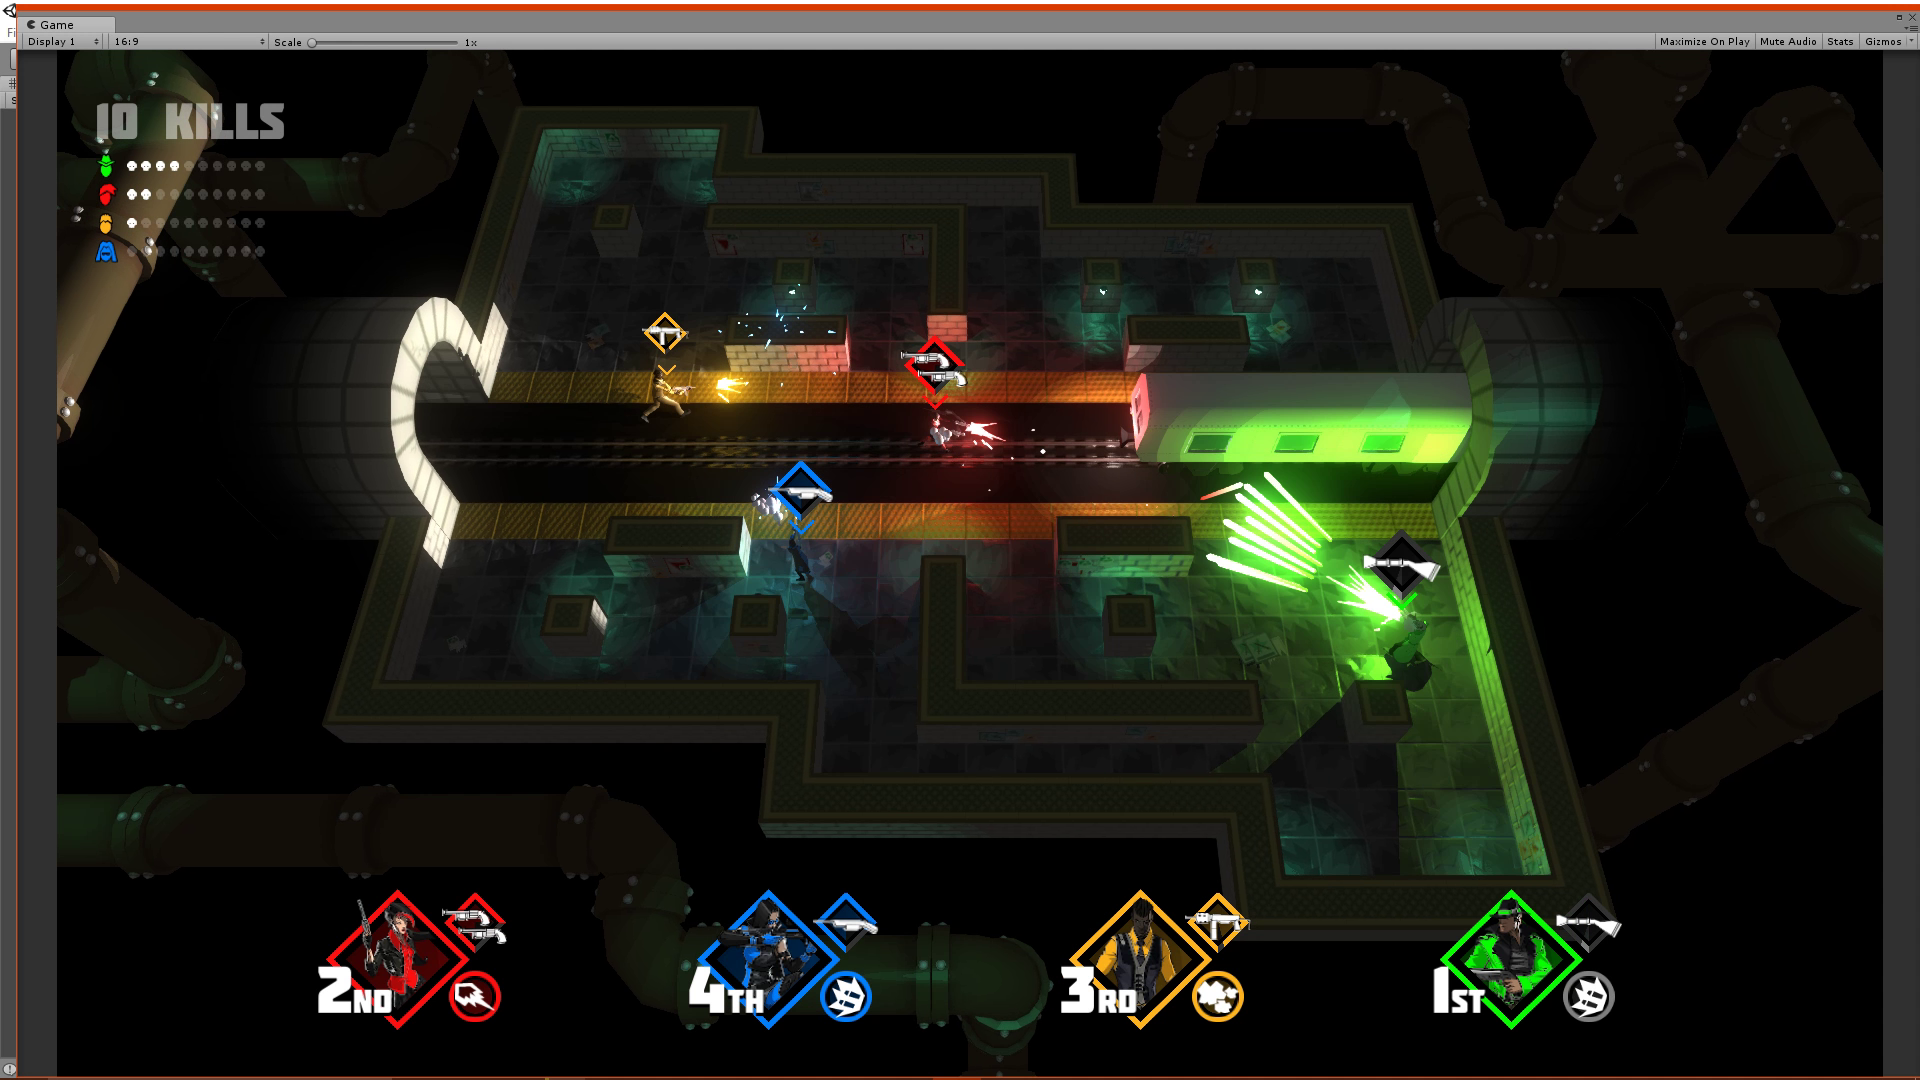 Game
Display 1
16:9
Scale
1x
Maximize On Play
Mute Audio
Stats
Gizmos
10 KILLS
2ND
4TH
3RD
1ST